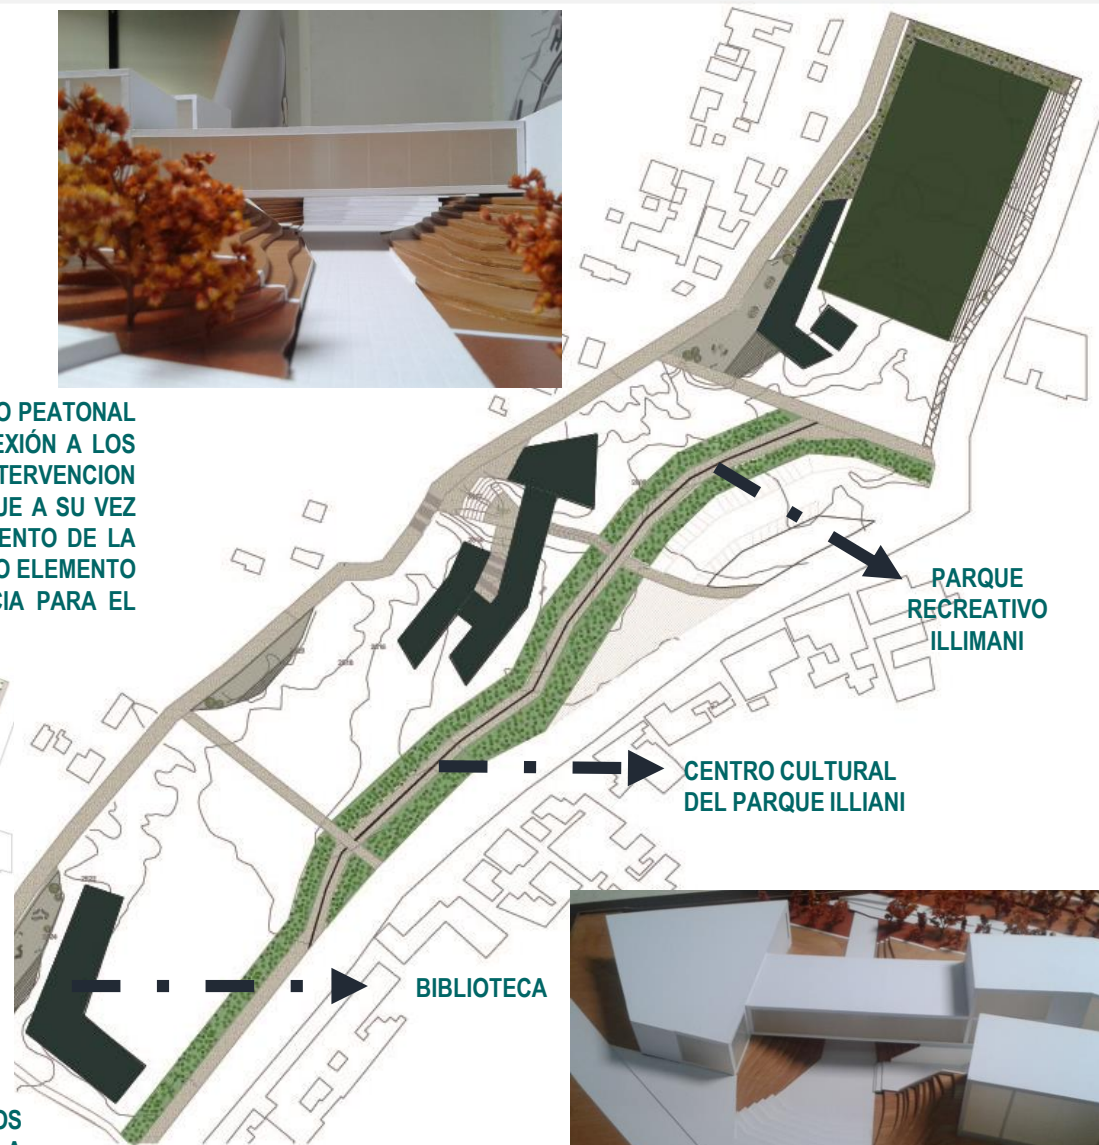 O PEATONAL
EXIÓN A LOS
TERVENCION
UE A SU VEZ
ENTO DE LA
O ELEMENTO
CIA PARA EL
PARQUE
RECREATIVO
ILLIMANI
CENTRO CULTURAL
DEL PARQUE ILLIANI
BIBLIOTECA
OS